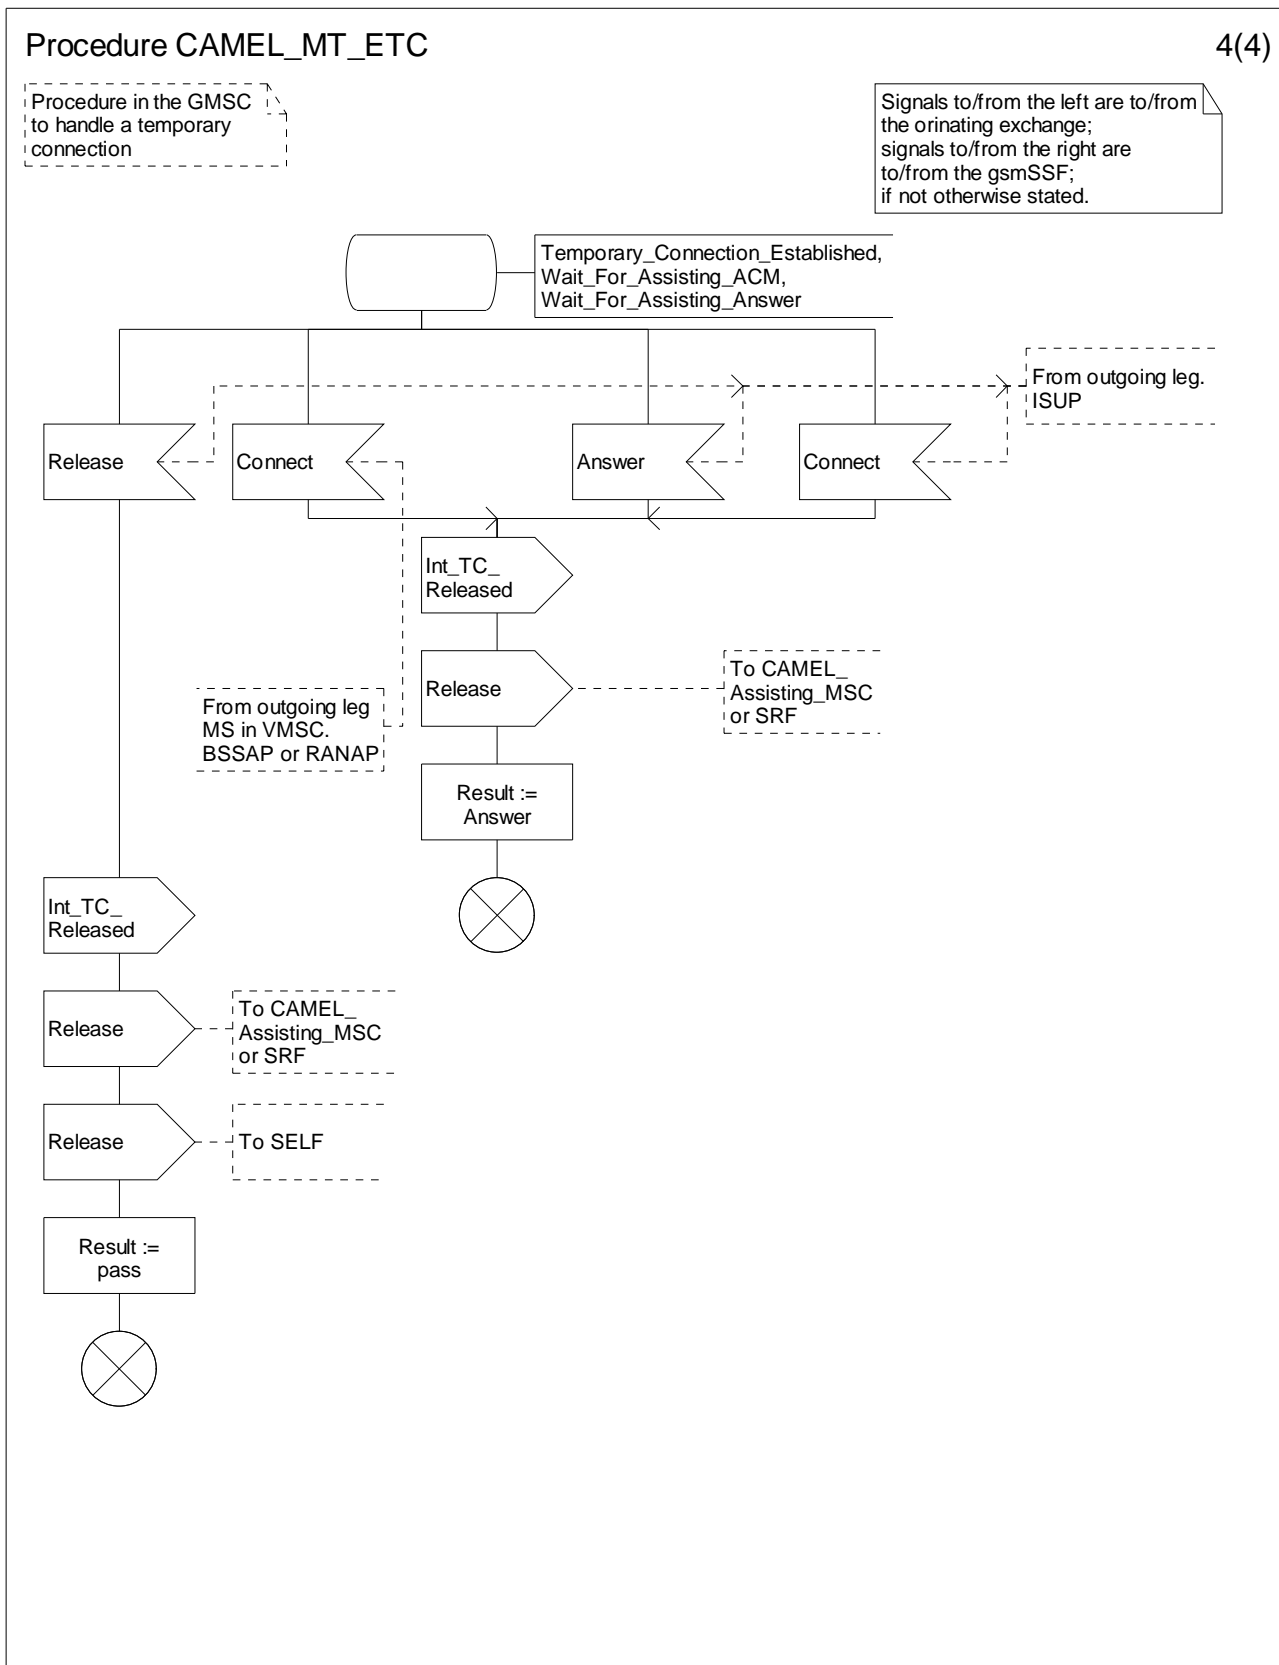 Procedure CAMEL_MT_ETC
4(4)
Procedure in the GMSC
to handle a temporary
connection
Signals to/from the left are to/from
the orinating exchange;
signals to/from the right are
to/from the gsmSSF;
if not otherwise stated.
Temporary_Connection_Established,
Wait_For_Assisting_ACM,
Wait_For_Assisting_Answer
From outgoing leg.
ISUP
Release
Connect
Answer
Connect
Int_TC_
Released
Release
To CAMEL_
Assisting_MSC
or SRF
From outgoing leg
MS in VMSC.
BSSAP or RANAP
Result :=
Answer
Int_TC_
Released
Release
To CAMEL_
Assisting_MSC
or SRF
Release
To SELF
Result :=
pass